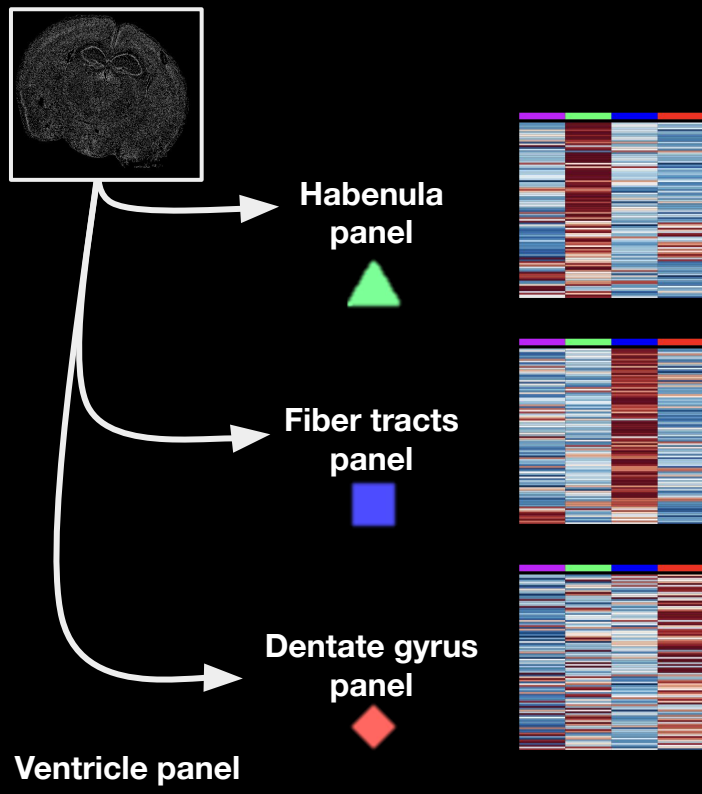 Habenula
panel
Fiber tracts
panel
Dentate gyrus
panel
Ventricle panel